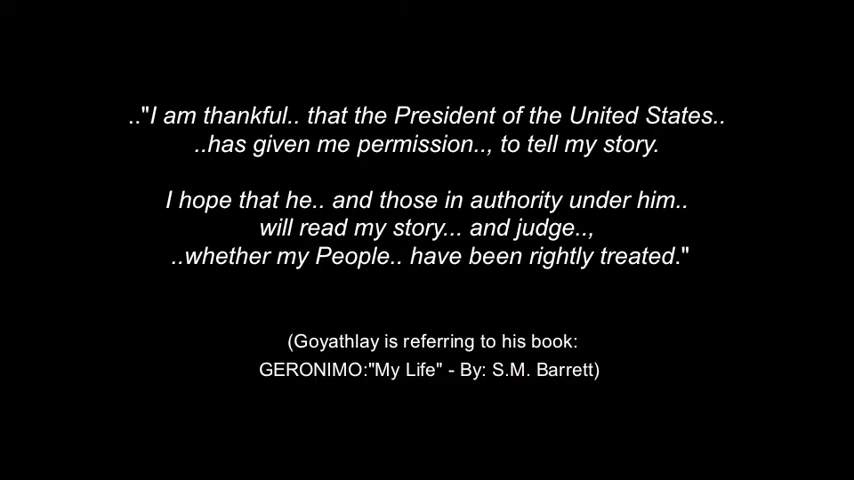 .."I am thankful.. that the President of the United States..
..has given me permission.., to tell my story.
I hope that he.. and those in authority under him..
will read my story... and judge..,
..whether my People.. have been rightly treated."
(Goyathlay is referring to his book:
GERONIMO:"My Life" - By: S.M. Barrett)